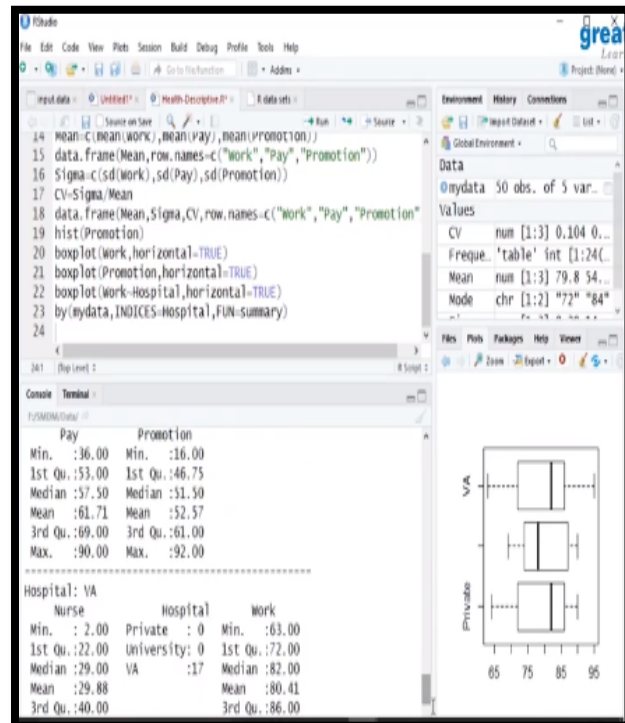 RStudio
great
Lear
File Edit Code View Plots Session Build Debug Profile Tools Help
Go to file/function Addins
Project: (None)
input.data Untitled1* Health-Descriptive.R* R data sets
Source on Save Run Source
14 Mean=c(mean(Work),mean(Pay),mean(Promotion))
15 data.frame(Mean,row.names=c("Work","Pay","Promotion"))
16 Sigma=c(sd(Work),sd(Pay),sd(Promotion))
17 CV=Sigma/Mean
18 data.frame(Mean,Sigma,CV,row.names=c("Work","Pay","Promotion"
19 hist(Promotion)
20 boxplot(Work,horizontal=TRUE)
21 boxplot(Promotion,horizontal=TRUE)
22 boxplot(Work~Hospital,horizontal=TRUE)
23 by(mydata,INDICES=Hospital,FUN=summary)
24
24:1 (Top Level) R Script
Environment History Connections
Import Dataset List
Global Environment
Data
mydata 50 obs. of 5 var…
Values
CV num [1:3] 0.104 0…
Freque… 'table' int [1:24(…
Mean num [1:3] 79.8 54…
Mode chr [1:2] "72" "84"
Files Plots Packages Help Viewer
Zoom Export
VA
Private
65 75 85 95
Console Terminal
F:/SMDM/Data/
Pay Promotion
Min. :36.00 Min. :16.00
1st Qu.:53.00 1st Qu.:46.75
Median :57.50 Median :51.50
Mean :61.71 Mean :52.57
3rd Qu.:69.00 3rd Qu.:61.00
Max. :90.00 Max. :92.00
------------------------------------------------
Hospital: VA
Nurse Hospital Work
Min. : 2.00 Private : 0 Min. :63.00
1st Qu.:22.00 University: 0 1st Qu.:72.00
Median :29.00 VA :17 Median :82.00
Mean :29.88 Mean :80.41
3rd Qu.:40.00 3rd Qu.:86.00